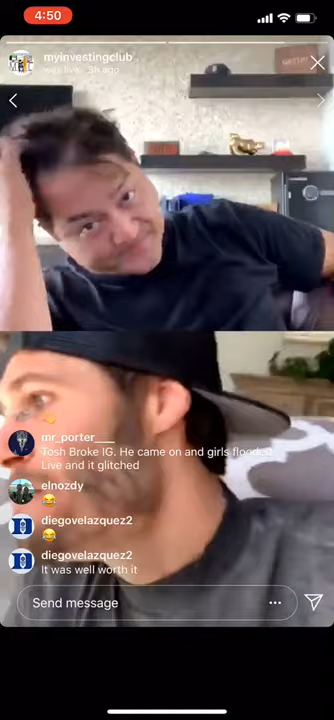 4:50
myinvestingclub
was live · 3h ago
mr_porter____
Tosh Broke IG. He came on and girls flooded
Live and it glitched
elnozdy
😂
diegovelazquez2
😂
diegovelazquez2
It was well worth it
Send message